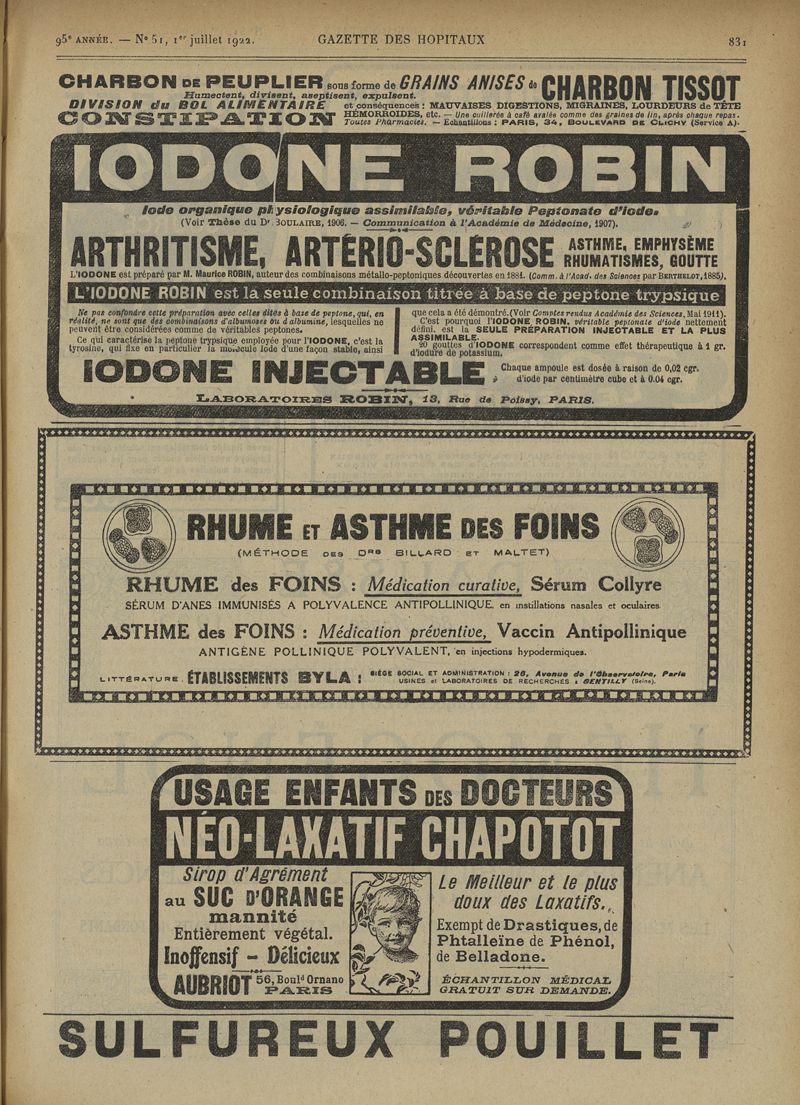 95e ANNÉE. — No 51, 1er juillet 1922. GAZETTE DES HOPITAUX 831
CHARBON DE PEUPLIER sous forme de GRAINS ANISÉS de CHARBON TISSOT
Humectent, divisent, aseptisent, expulsent.
DIVISION du BOL ALIMENTAIRE et conséquences : MAUVAISES DIGESTIONS, MIGRAINES, LOURDEURS de TÊTE
CONSTIPATION HÉMORROIDES, etc. — Une cuillerée à café avalée comme des graines de lin, après chaque repas.
Toutes Pharmacies. — Echantillons : PARIS, 34, BOULEVARD DE CLICHY (Service A).
IODONE ROBIN
Iode organique physiologique assimilable, véritable Peptonate d'Iode.
(Voir Thèse du Dr BOULAIRE, 1906. — Communication à l'Académie de Médecine, 1907).
ARTHRITISME, ARTÉRIO-SCLÉROSE ASTHME, EMPHYSÈME
RHUMATISMES, GOUTTE
L'IODONE est préparé par M. Maurice ROBIN, auteur des combinaisons métallo-peptoniques découvertes en 1881. (Comm. à l'Acad. des Sciences par BERTHELOT, 1885).
L'IODONE ROBIN est la seule combinaison titrée à base de peptone trypsique
Ne pas confondre cette préparation avec celles dites à base de peptone, qui, en
réalité, ne sont que des combinaisons d'albumoses ou d'albumine, lesquelles ne
peuvent être considérées comme de véritables peptones.
Ce qui caractérise la peptone trypsique employée pour l'IODONE, c'est la
tyrosine, qui fixe en particulier la molécule Iode d'une façon stable, ainsi
que cela a été démontré. (Voir Comptes rendus Académie des Sciences, Mai 1911).
C'est pourquoi l'IODONE ROBIN, véritable peptonate d'iode nettement
défini, est la SEULE PRÉPARATION INJECTABLE ET LA PLUS
ASSIMILABLE.
20 gouttes d'IODONE correspondent comme effet thérapeutique à 1 gr.
d'iodure de potassium.
IODONE INJECTABLE Chaque ampoule est dosée à raison de 0,02 cgr.
d'iode par centimètre cube et à 0.04 cgr.
LABORATOIRES ROBIN, 13, Rue de Poissy, PARIS.
RHUME ET ASTHME DES FOINS
(MÉTHODE DES DRS BILLARD ET MALTET)
RHUME des FOINS : Médication curative, Sérum Collyre
SÉRUM D'ANES IMMUNISÉS A POLYVALENCE ANTIPOLLINIQUE, en instillations nasales et oculaires
ASTHME des FOINS : Médication préventive, Vaccin Antipollinique
ANTIGÈNE POLLINIQUE POLYVALENT, en injections hypodermiques.
LITTÉRATURE. ÉTABLISSEMENTS BYLA : SIÈGE SOCIAL ET ADMINISTRATION : 26, Avenue de l'Observatoire, Paris
USINES et LABORATOIRES DE RECHERCHES à GENTILLY (Seine).
USAGE ENFANTS DES DOCTEURS
NÉO-LAXATIF CHAPOTOT
Sirop d'Agrément
au SUC D'ORANGE
mannité
Entièrement végétal.
Inoffensif - Délicieux
AUBRIOT 56, Bould Ornano
PARIS
Le Meilleur et le plus
doux des Laxatifs.
Exempt de Drastiques, de
Phtalleïne de Phénol,
de Belladone.
ÉCHANTILLON MÉDICAL
GRATUIT SUR DEMANDE.
SULFUREUX POUILLET